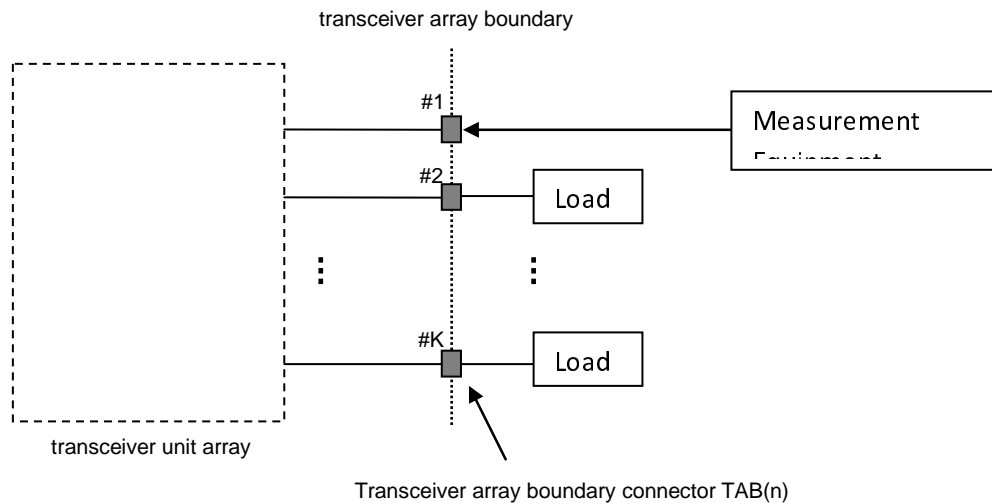 transceiver array boundary
#1
Measurement
#2
Load
#K
Load
transceiver unit array
Transceiver array boundary connector TAB(n)